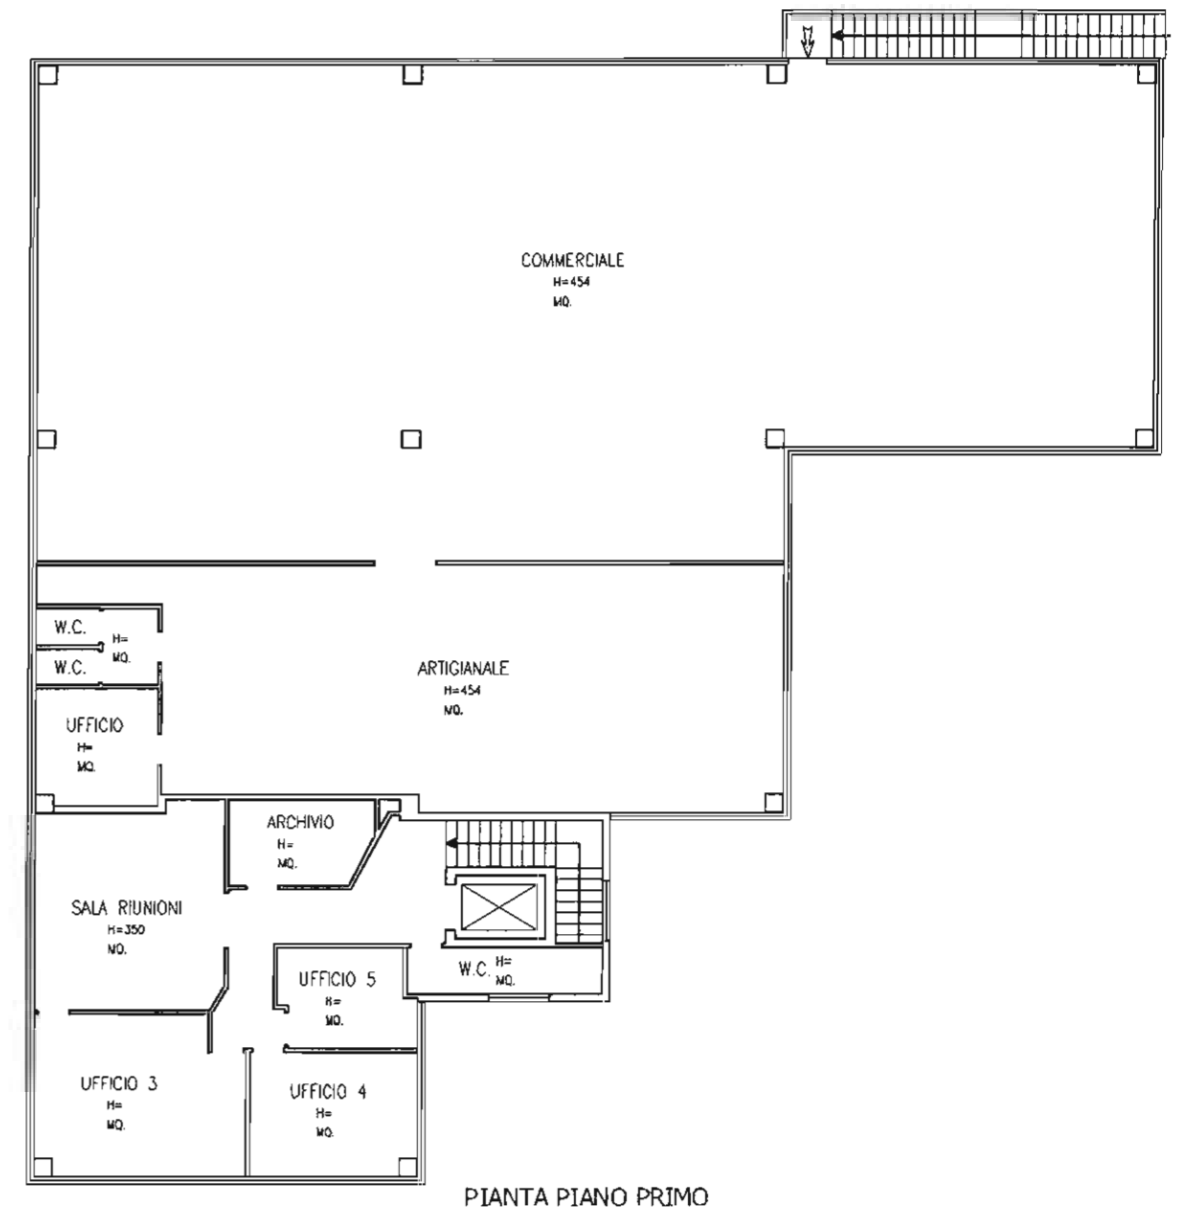 COMMERCIALE
H=454
MQ.
W.C.
H=
MQ.
W.C.
ARTIGIANALE
H=454
MQ.
UFFICIO
H=
MQ.
ARCHIVIO
H=
MQ.
SALA RIUNIONI
H=350
MQ.
W.C.
H=
MQ.
UFFICIO 5
H=
MQ.
UFFICIO 3
H=
MQ.
UFFICIO 4
H=
MQ.
PIANTA PIANO PRIMO